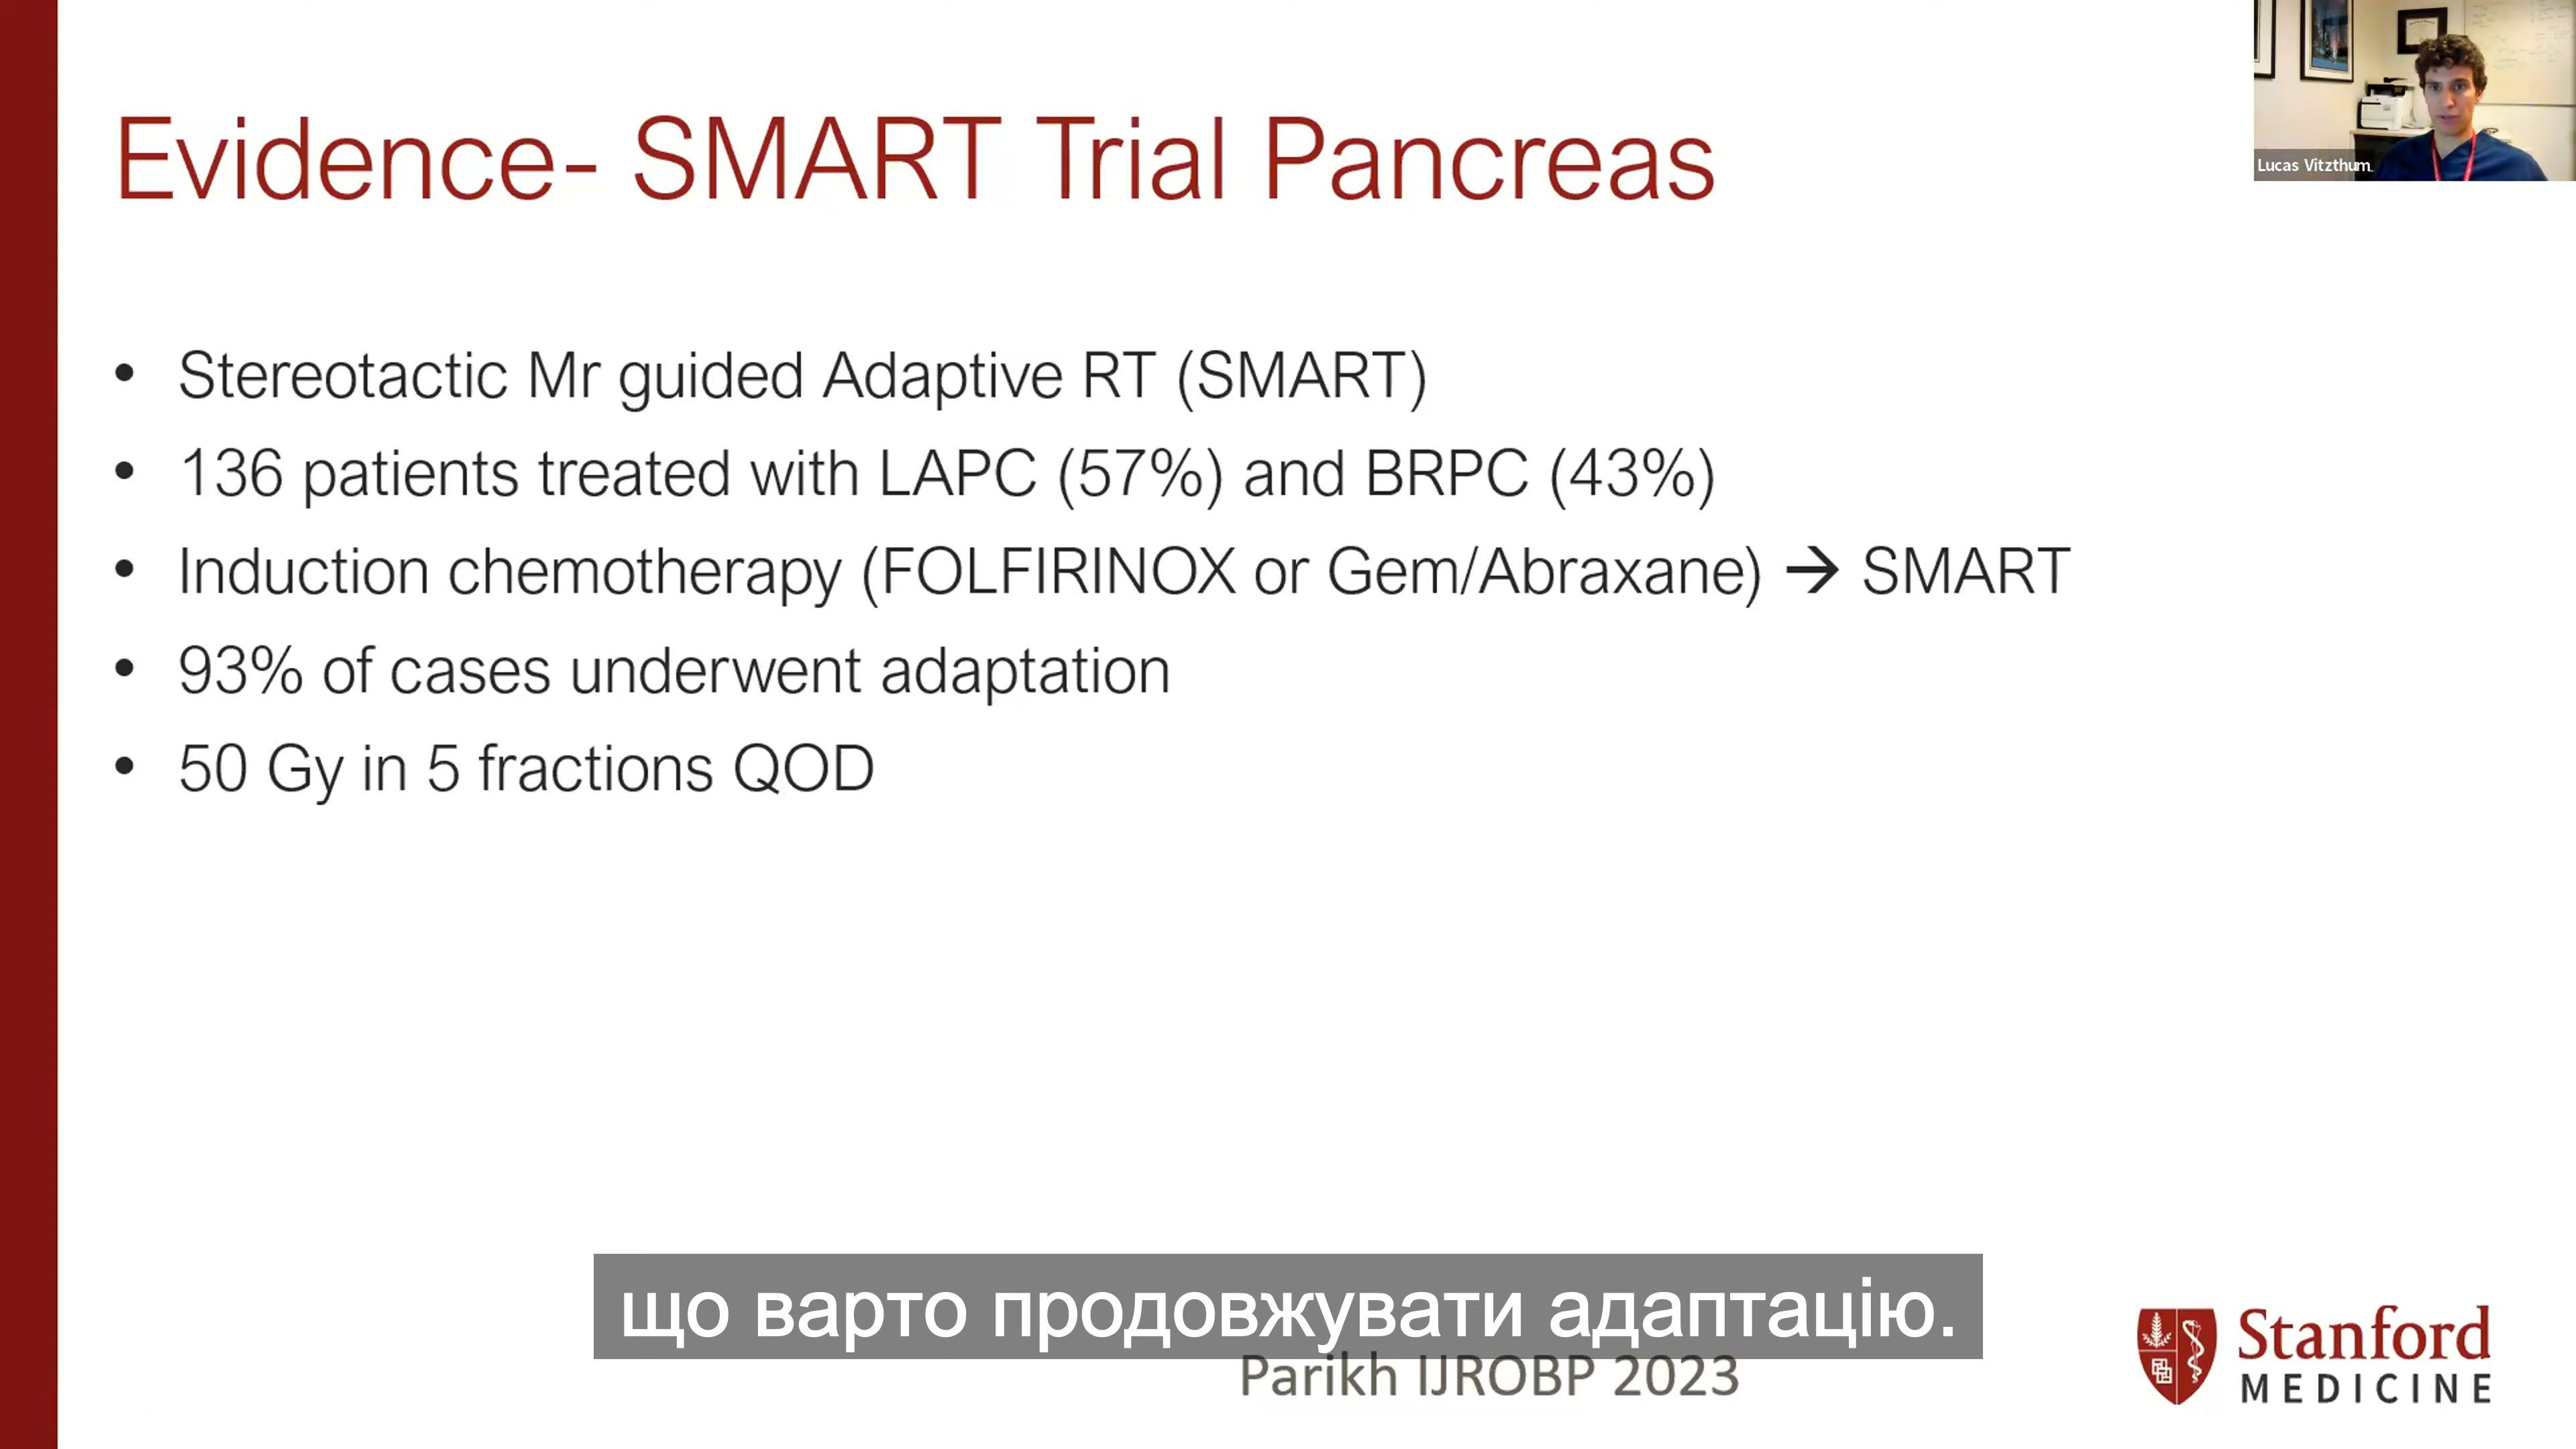 Evidence- SMART Trial Pancreas
Lucas Vitzthum
• Stereotactic Mr guided Adaptive RT (SMART)
• 136 patients treated with LAPC (57%) and BRPC (43%)
• Induction chemotherapy (FOLFIRINOX or Gem/Abraxane) → SMART
• 93% of cases underwent adaptation
• 50 Gy in 5 fractions QOD
що варто продовжувати адаптацію.
Parikh IJROBP 2023
Stanford
MEDICINE